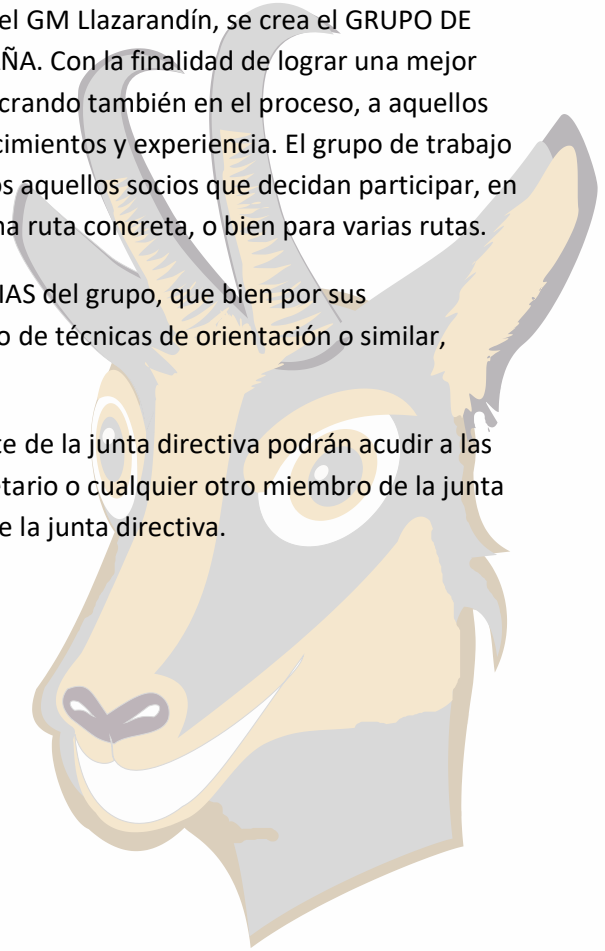 el GM Llazarandín, se crea el GRUPO DE
ÑA. Con la finalidad de lograr una mejor
crando también en el proceso, a aquellos
cimientos y experiencia. El grupo de trabajo
os aquellos socios que decidan participar, en
na ruta concreta, o bien para varias rutas.
IAS del grupo, que bien por sus
o de técnicas de orientación o similar,
te de la junta directiva podrán acudir a las
etario o cualquier otro miembro de la junta
e la junta directiva.